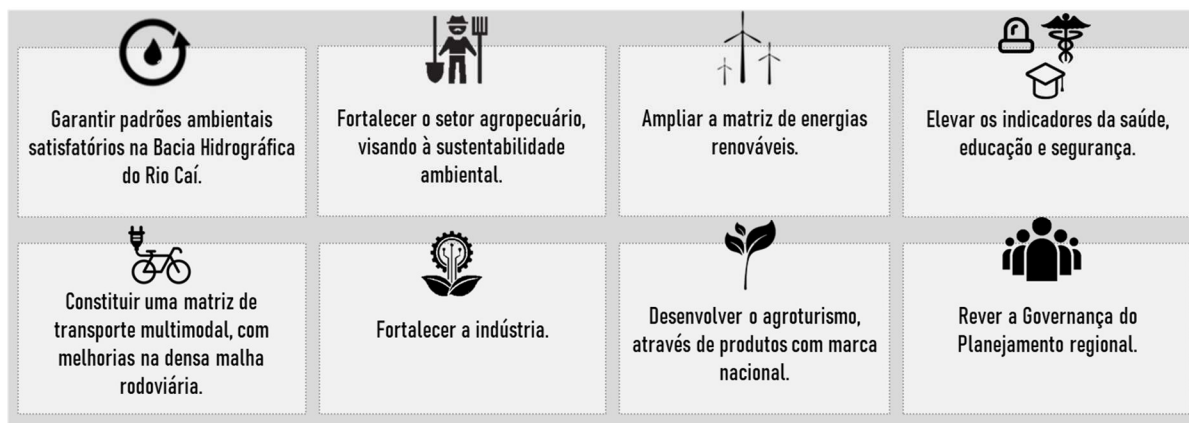 Garantir padrões ambientais
satisfatórios na Bacia Hidrográfica
do Rio Caí.
Fortalecer o setor agropecuário,
visando à sustentabilidade
ambiental.
Ampliar a matriz de energias
renováveis.
Elevar os indicadores da saúde,
educação e segurança.
Constituir uma matriz de
transporte multimodal, com
melhorias na densa malha
rodoviária.
Fortalecer a indústria.
Desenvolver o agroturismo,
através de produtos com marca
nacional.
Rever a Governança do
Planejamento regional.